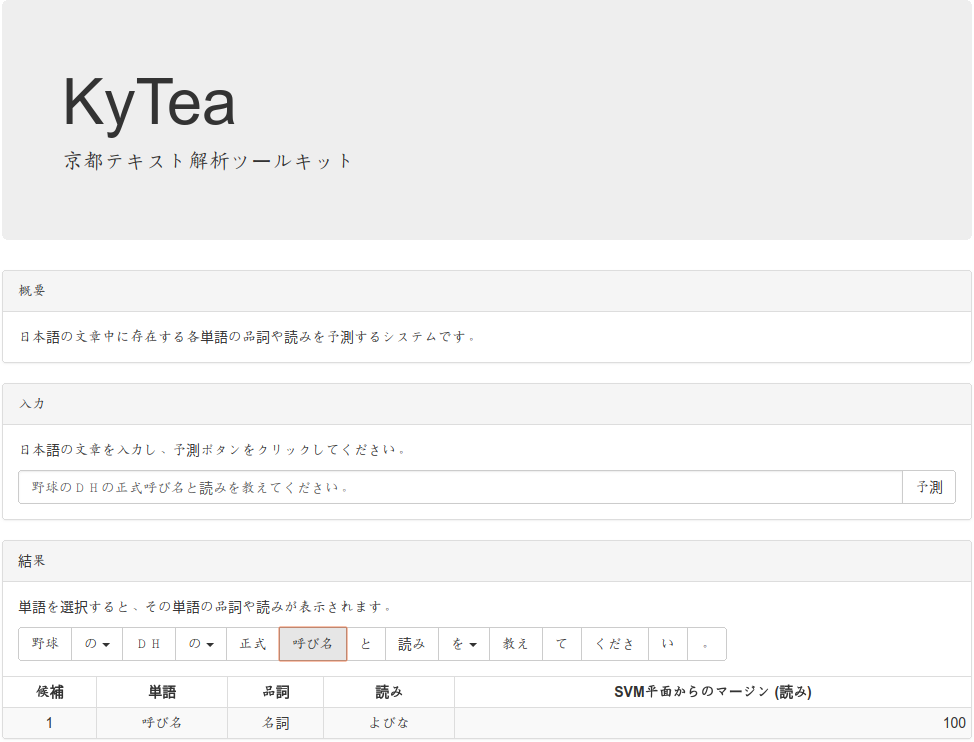 KyTea
京都テキスト解析ツールキット
概要
日本語の文章中に存在する各単語の品詞や読みを予測するシステムです。
入力
日本語の文章を入力し、予測ボタンをクリックしてください。
野球のＤＨの正式呼び名と読みを教えてください。 予測
結果
単語を選択すると、その単語の品詞や読みが表示されます。
野球 の ＤＨ の 正式 呼び名 と 読み を 教え て くださ い 。
候補 単語 品詞 読み SVM平面からのマージン (読み)
1 呼び名 名詞 よびな 100